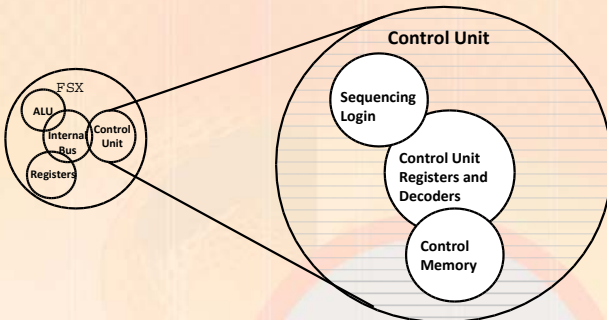 FSX
ALU
Internal
Bus
Control
Unit
Registers
Control Unit
Sequencing
Login
Control Unit
Registers and
Decoders
Control
Memory